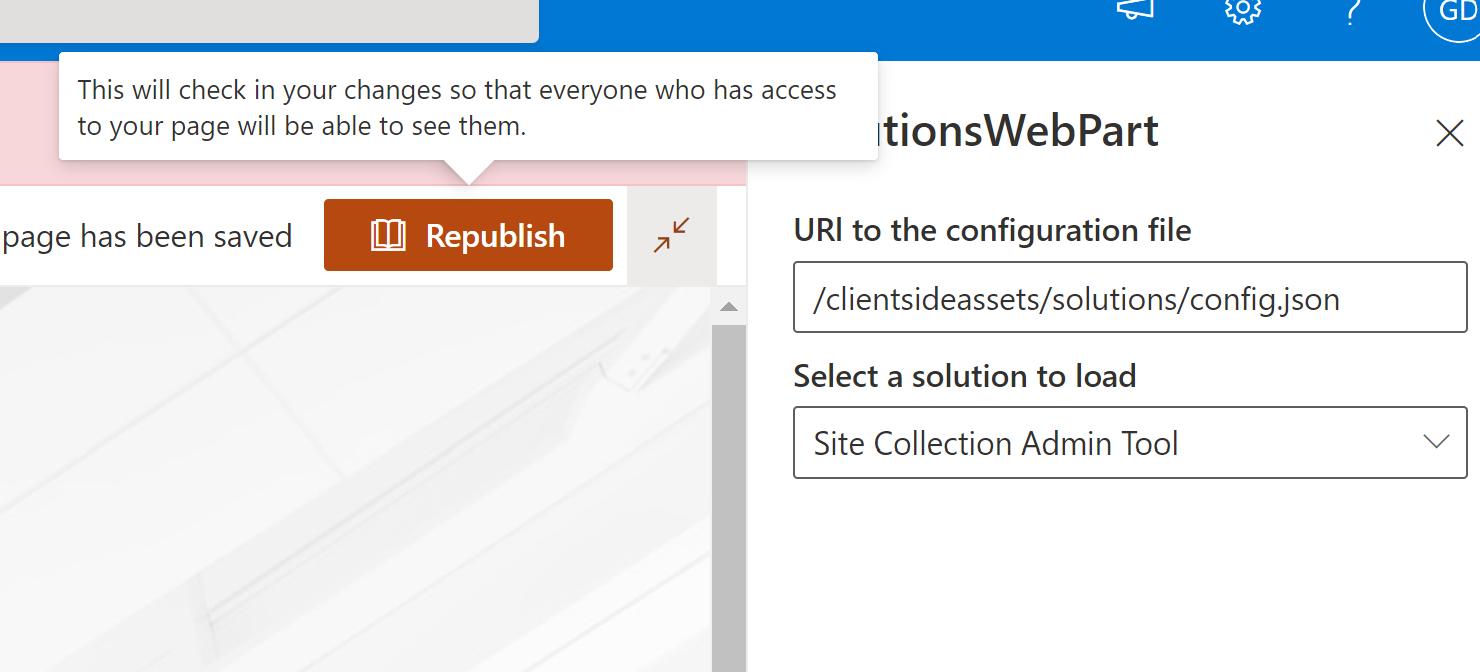 GD
This will check in your changes so that everyone who has access
to your page will be able to see them.
tionsWebPart
page has been saved
Republish
URl to the configuration file
/clientsideassets/solutions/config.json
Select a solution to load
Site Collection Admin Tool